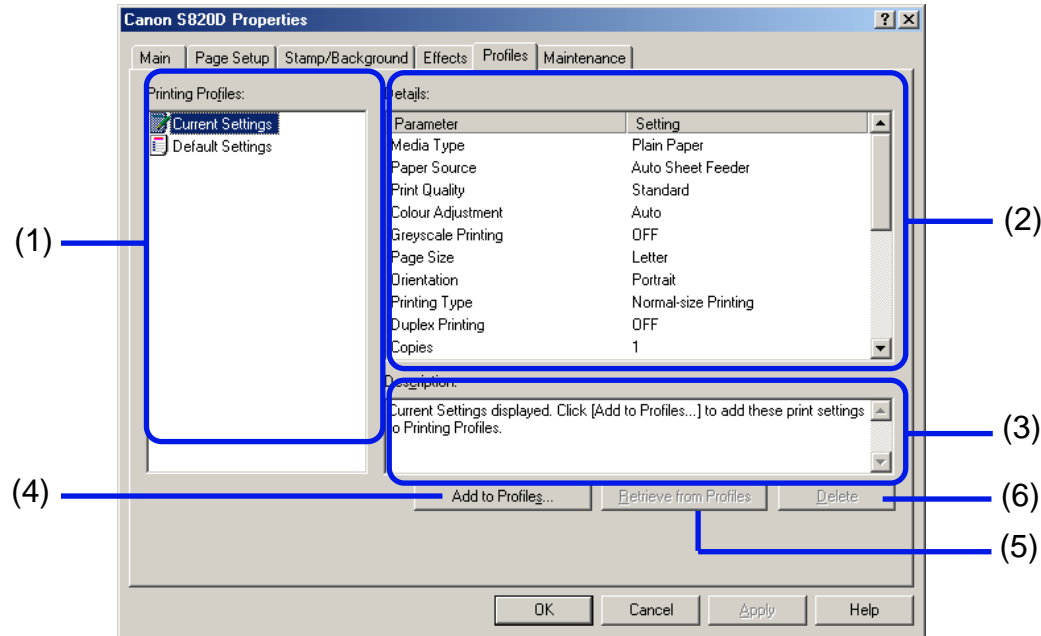 Canon S820D Properties
Main Page Setup Stamp/Background Effects Profiles Maintenance
Printing Profiles:
Current Settings
Default Settings
Details:
Parameter Setting
Media Type Plain Paper
Paper Source Auto Sheet Feeder
Print Quality Standard
Colour Adjustment Auto
Greyscale Printing OFF
Page Size Letter
Orientation Portrait
Printing Type Normal-size Printing
Duplex Printing OFF
Copies 1
Description:
Current Settings displayed. Click [Add to Profiles...] to add these print settings
to Printing Profiles.
Add to Profiles... Retrieve from Profiles Delete
OK Cancel Apply Help
(1)
(2)
(3)
(4)
(6)
(5)